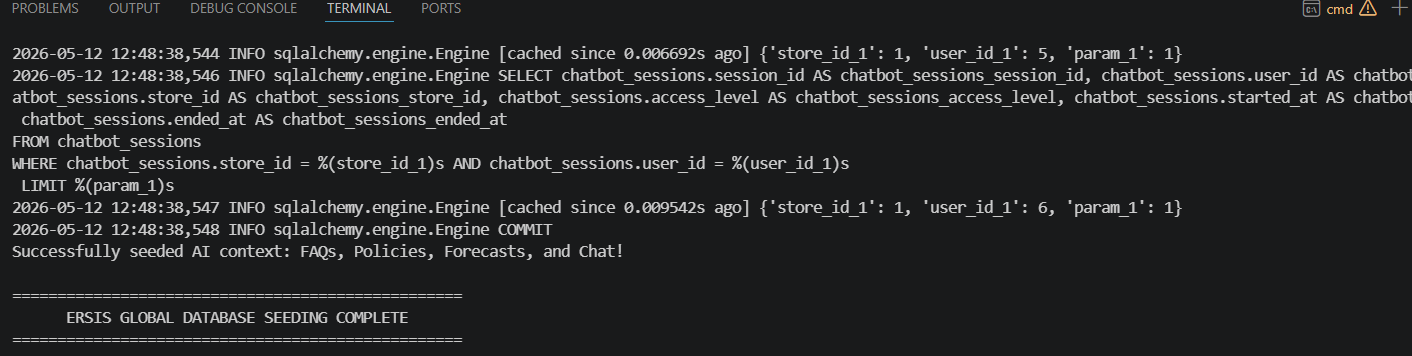 PROBLEMS OUTPUT DEBUG CONSOLE TERMINAL PORTS cmd
2026-05-12 12:48:38,544 INFO sqlalchemy.engine.Engine [cached since 0.006692s ago] {'store_id_1': 1, 'user_id_1': 5, 'param_1': 1}
2026-05-12 12:48:38,546 INFO sqlalchemy.engine.Engine SELECT chatbot_sessions.session_id AS chatbot_sessions_session_id, chatbot_sessions.user_id AS chatbot
atbot_sessions.store_id AS chatbot_sessions_store_id, chatbot_sessions.access_level AS chatbot_sessions_access_level, chatbot_sessions.started_at AS chatbot
chatbot_sessions.ended_at AS chatbot_sessions_ended_at
FROM chatbot_sessions
WHERE chatbot_sessions.store_id = %(store_id_1)s AND chatbot_sessions.user_id = %(user_id_1)s
LIMIT %(param_1)s
2026-05-12 12:48:38,547 INFO sqlalchemy.engine.Engine [cached since 0.009542s ago] {'store_id_1': 1, 'user_id_1': 6, 'param_1': 1}
2026-05-12 12:48:38,548 INFO sqlalchemy.engine.Engine COMMIT
Successfully seeded AI context: FAQs, Policies, Forecasts, and Chat!
==================================================
ERSIS GLOBAL DATABASE SEEDING COMPLETE
==================================================